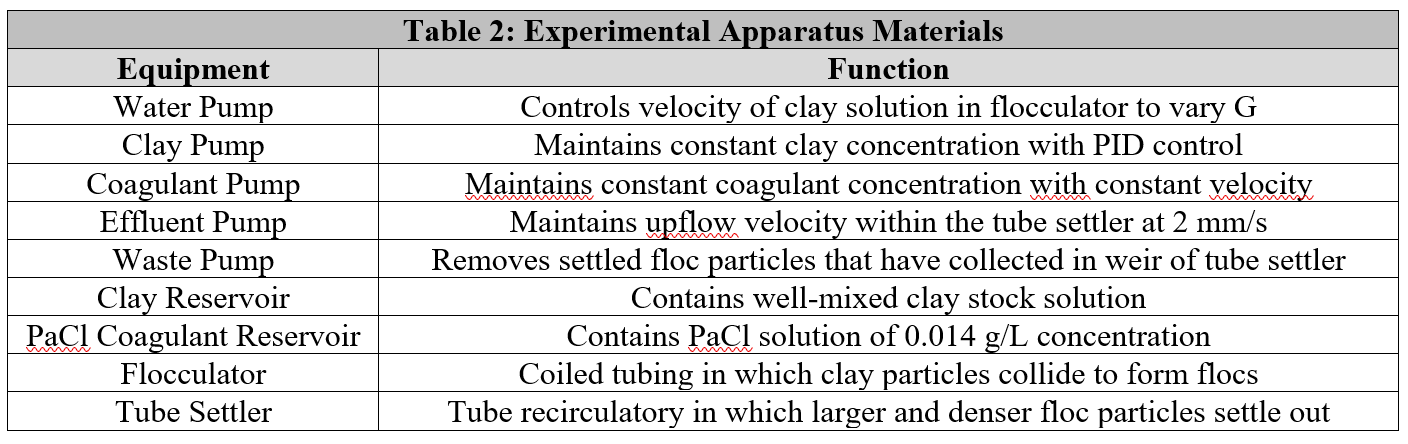 Table 2: Experimental Apparatus Materials
Equipment Function
Water Pump Controls velocity of clay solution in flocculator to vary G
Clay Pump Maintains constant clay concentration with PID control
Coagulant Pump Maintains constant coagulant concentration with constant velocity
Effluent Pump Maintains upflow velocity within the tube settler at 2 mm/s
Waste Pump Removes settled floc particles that have collected in weir of tube settler
Clay Reservoir Contains well-mixed clay stock solution
PaCl Coagulant Reservoir Contains PaCl solution of 0.014 g/L concentration
Flocculator Coiled tubing in which clay particles collide to form flocs
Tube Settler Tube recirculatory in which larger and denser floc particles settle out